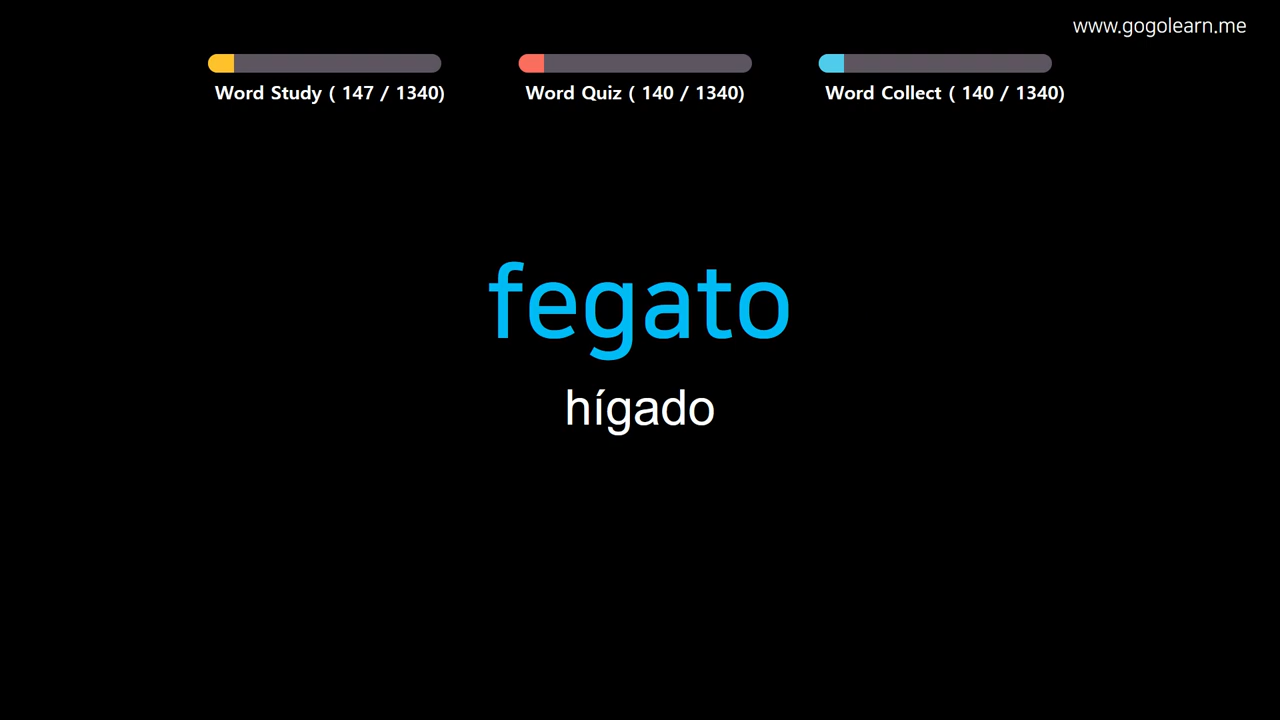 www.gogolearn.me
Word Study ( 147 / 1340)
Word Quiz ( 140 / 1340)
Word Collect ( 140 / 1340)
fegato
hígado